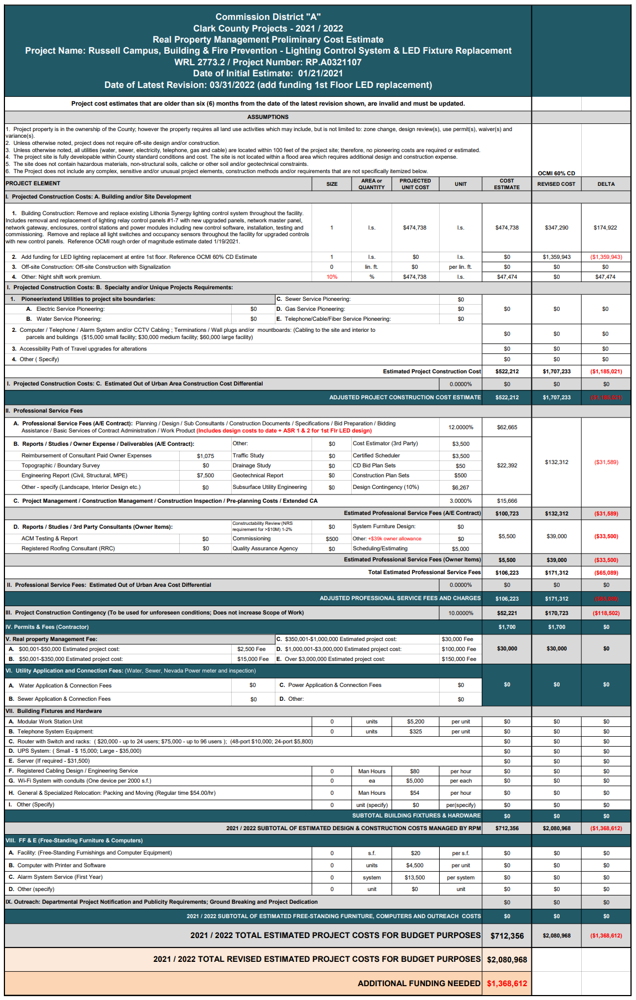 Commission District "A"
Clark County Projects - 2021 / 2022
Real Property Management Preliminary Cost Estimate
Project Name: Russell Campus, Building & Fire Prevention - Lighting Control System & LED Fixture Replacement
WRL 2773.2 / Project Number: RP.A0321107
Date of Initial Estimate: 01/21/2021
Date of Latest Revision: 03/31/2022 (add funding 1st Floor LED replacement)
Project cost estimates that are older than six (6) months from the date of the latest revision shown, are invalid and must be updated.
ASSUMPTIONS
1. Project property is in the ownership of the County; however the property requires all land use activities which may include, but is not limited to: zone change, design review(s), use permit(s), waiver(s) and
variance(s).
2. Unless otherwise noted, project does not require off-site design and/or construction.
3. Unless otherwise noted, all utilities (water, sewer, electricity, telephone, gas and cable) are located within 100 feet of the project site; therefore, no pioneering costs are required or estimated.
4. The project site is fully developable within County standard conditions and cost. The site is not located within a flood area which requires additional design and construction expense.
5. The site does not contain hazardous materials, non-structural soils, caliche or other soil and/or geotechnical constraints.
6. The Project does not include any complex, sensitive and/or unusual project elements, construction methods and/or requirements that are not specifically itemized below.
OCMI 60% CD
PROJECT ELEMENT SIZE AREA or QUANTITY PROJECTED UNIT COST UNIT COST ESTIMATE REVISED COST DELTA
I. Projected Construction Costs: A. Building and/or Site Development
1. Building Construction: Remove and replace existing Lithonia Synergy lighting control system throughout the facility.
Includes removal and replacement of lighting relay control panels #1-7 with new upgraded panels, network master panel,
network gateway, enclosures, control stations and power modules including new control software, installation, testing and
commissioning. Remove and replace all light switches and occupancy sensors throughout the facility for upgraded controls
with new control panels. Reference OCMI rough order of magnitude estimate dated 1/19/2021.
1 l.s. $474,738 l.s. $474,738 $347,290 $174,922
2. Add funding for LED lighting replacement at entire 1st floor. Reference OCMI 60% CD Estimate 1 l.s. $0 l.s. $0 $1,359,943 ($1,359,943)
3. Off-site Construction: Off-site Construction with Signalization 0 lin. ft. $0 per lin. ft. $0 $0 $0
4. Other: Night shift work premium. 10% % $474,738 l.s. $47,474 $0 $47,474
I. Projected Construction Costs: B. Specialty and/or Unique Projects Requirements:
1. Pioneer/extend Utilities to project site boundaries: C. Sewer Service Pioneering: $0
A. Electric Service Pioneering: $0 D. Gas Service Pioneering: $0 $0 $0 $0
B. Water Service Pioneering: $0 E. Telephone/Cable/Fiber Service Pioneering: $0
2. Computer / Telephone / Alarm System and/or CCTV Cabling ; Terminations / Wall plugs and/or mountboards: (Cabling to the site and interior to
parcels and buildings ($15,000 small facility; $30,000 medium facility; $60,000 large facility) $0 $0 $0
3. Accessibility Path of Travel upgrades for alterations $0 $0 $0
4. Other ( Specify) $0 $0 $0
Estimated Project Construction Cost $522,212 $1,707,233 ($1,185,021)
I. Projected Construction Costs: C. Estimated Out of Urban Area Construction Cost Differential 0.0000% $0 $0 $0
ADJUSTED PROJECT CONSTRUCTION COST ESTIMATE $522,212 $1,707,233 ($1,185,021)
II. Professional Service Fees
A. Professional Service Fees (A/E Contract): Planning / Design / Sub Consultants / Construction Documents / Specifications / Bid Preparation / Bidding
Assistance / Basic Services of Contract Administration / Work Product (Includes design costs to date + ASR 1 & 2 for 1st Flr LED design)
12.0000% $62,665
B. Reports / Studies / Owner Expense / Deliverables (A/E Contract): Other: $0 Cost Estimator (3rd Party) $3,500
Reimbursement of Consultant Paid Owner Expenses $1,075 Traffic Study $0 Certified Scheduler $3,500
Topographic / Boundary Survey $0 Drainage Study $0 CD Bid Plan Sets $50 $22,392 $132,312 ($31,589)
Engineering Report (Civil, Structural, MPE) $7,500 Geotechnical Report $0 Construction Plan Sets $500
Other - specify (Landscape, Interior Design etc.) $0 Subsurface Utility Engineering $0 Design Contingency (10%) $6,267
C. Project Management / Construction Management / Construction Inspection / Pre-planning Costs / Extended CA 3.0000% $15,666
Estimated Professional Service Fees (A/E Contract) $100,723 $132,312 ($31,589)
D. Reports / Studies / 3rd Party Consultants (Owner Items): Constructability Review (NRS requirement for >$10M) 1-2% $0 System Furniture Design: $0
ACM Testing & Report $0 Commissioning $500 Other: +$39k owner allowance $0 $5,500 $39,000 ($33,500)
Registered Roofing Consultant (RRC) $0 Quality Assurance Agency $0 Scheduling/Estimating $5,000
Estimated Professional Service Fees (Owner Items) $5,500 $39,000 ($33,500)
Total Estimated Professional Service Fees $106,223 $171,312 ($65,089)
II. Professional Service Fees: Estimated Out of Urban Area Cost Differential 0.0000% $0 $0 $0
ADJUSTED PROFESSIONAL SERVICE FEES AND CHARGES $106,223 $171,312 ($65,089)
III. Project Construction Contingency (To be used for unforeseen conditions; Does not increase Scope of Work) 10.0000% $52,221 $170,723 ($118,502)
IV. Permits & Fees (Contractor) $1,700 $1,700 $0
V. Real property Management Fee: C. $350,001-$1,000,000 Estimated project cost: $30,000 Fee
A. $00,001-$50,000 Estimated project cost: $2,500 Fee D. $1,000,001-$3,000,000 Estimated project cost: $100,000 Fee $30,000 $30,000 $0
B. $50,001-$350,000 Estimated project cost: $15,000 Fee E. Over $3,000,000 Estimated project cost: $150,000 Fee
VI. Utility Application and Connection Fees: (Water, Sewer, Nevada Power meter and inspection)
A. Water Application & Connection Fees $0 C. Power Application & Connection Fees $0 $0 $0 $0
B. Sewer Application & Connection Fees $0 D. Other: $0
VII. Building Fixtures and Hardware
A. Modular Work Station Unit 0 units $5,200 per unit $0 $0 $0
B. Telephone System Equipment: 0 units $325 per unit $0 $0 $0
C. Router with Switch and racks: ( $20,000 - up to 24 users; $75,000 - up to 96 users ); (48-port $10,000; 24-port $5,800) $0 $0 $0
D. UPS System: ( Small - $ 15,000; Large - $35,000) $0 $0 $0
E. Server (If required - $31,500) $0 $0 $0
F. Registered Cabling Design / Engineering Service 0 Man Hours $80 per hour $0 $0 $0
G. Wi-Fi System with conduits (One device per 2000 s.f.) 0 ea $5,000 per each $0 $0 $0
H. General & Specialized Relocation: Packing and Moving (Regular time $54.00/hr) 0 Man Hours $54 per hour $0 $0 $0
I. Other (Specify) 0 unit (specify) $0 per(specify) $0 $0 $0
SUBTOTAL BUILDING FIXTURES & HARDWARE $0 $0 $0
2021 / 2022 SUBTOTAL OF ESTIMATED DESIGN & CONSTRUCTION COSTS MANAGED BY RPM $712,356 $2,080,968 ($1,368,612)
VIII. FF & E (Free-Standing Furniture & Computers)
A. Facility: (Free-Standing Furnishings and Computer Equipment) 0 s.f. $20 per s.f. $0 $0 $0
B. Computer with Printer and Software 0 units $4,500 per unit $0 $0 $0
C. Alarm System Service (First Year) 0 system $13,500 per system $0 $0 $0
D. Other (specify) 0 unit $0 unit $0 $0 $0
IX. Outreach: Departmental Project Notification and Publicity Requirements; Ground Breaking and Project Dedication $0 $0 $0
2021 / 2022 SUBTOTAL OF ESTIMATED FREE-STANDING FURNITURE, COMPUTERS AND OUTREACH COSTS $0 $0 $0
2021 / 2022 TOTAL ESTIMATED PROJECT COSTS FOR BUDGET PURPOSES $712,356 $2,080,968 ($1,368,612)
2021 / 2022 TOTAL REVISED ESTIMATED PROJECT COSTS FOR BUDGET PURPOSES $2,080,968
ADDITIONAL FUNDING NEEDED $1,368,612